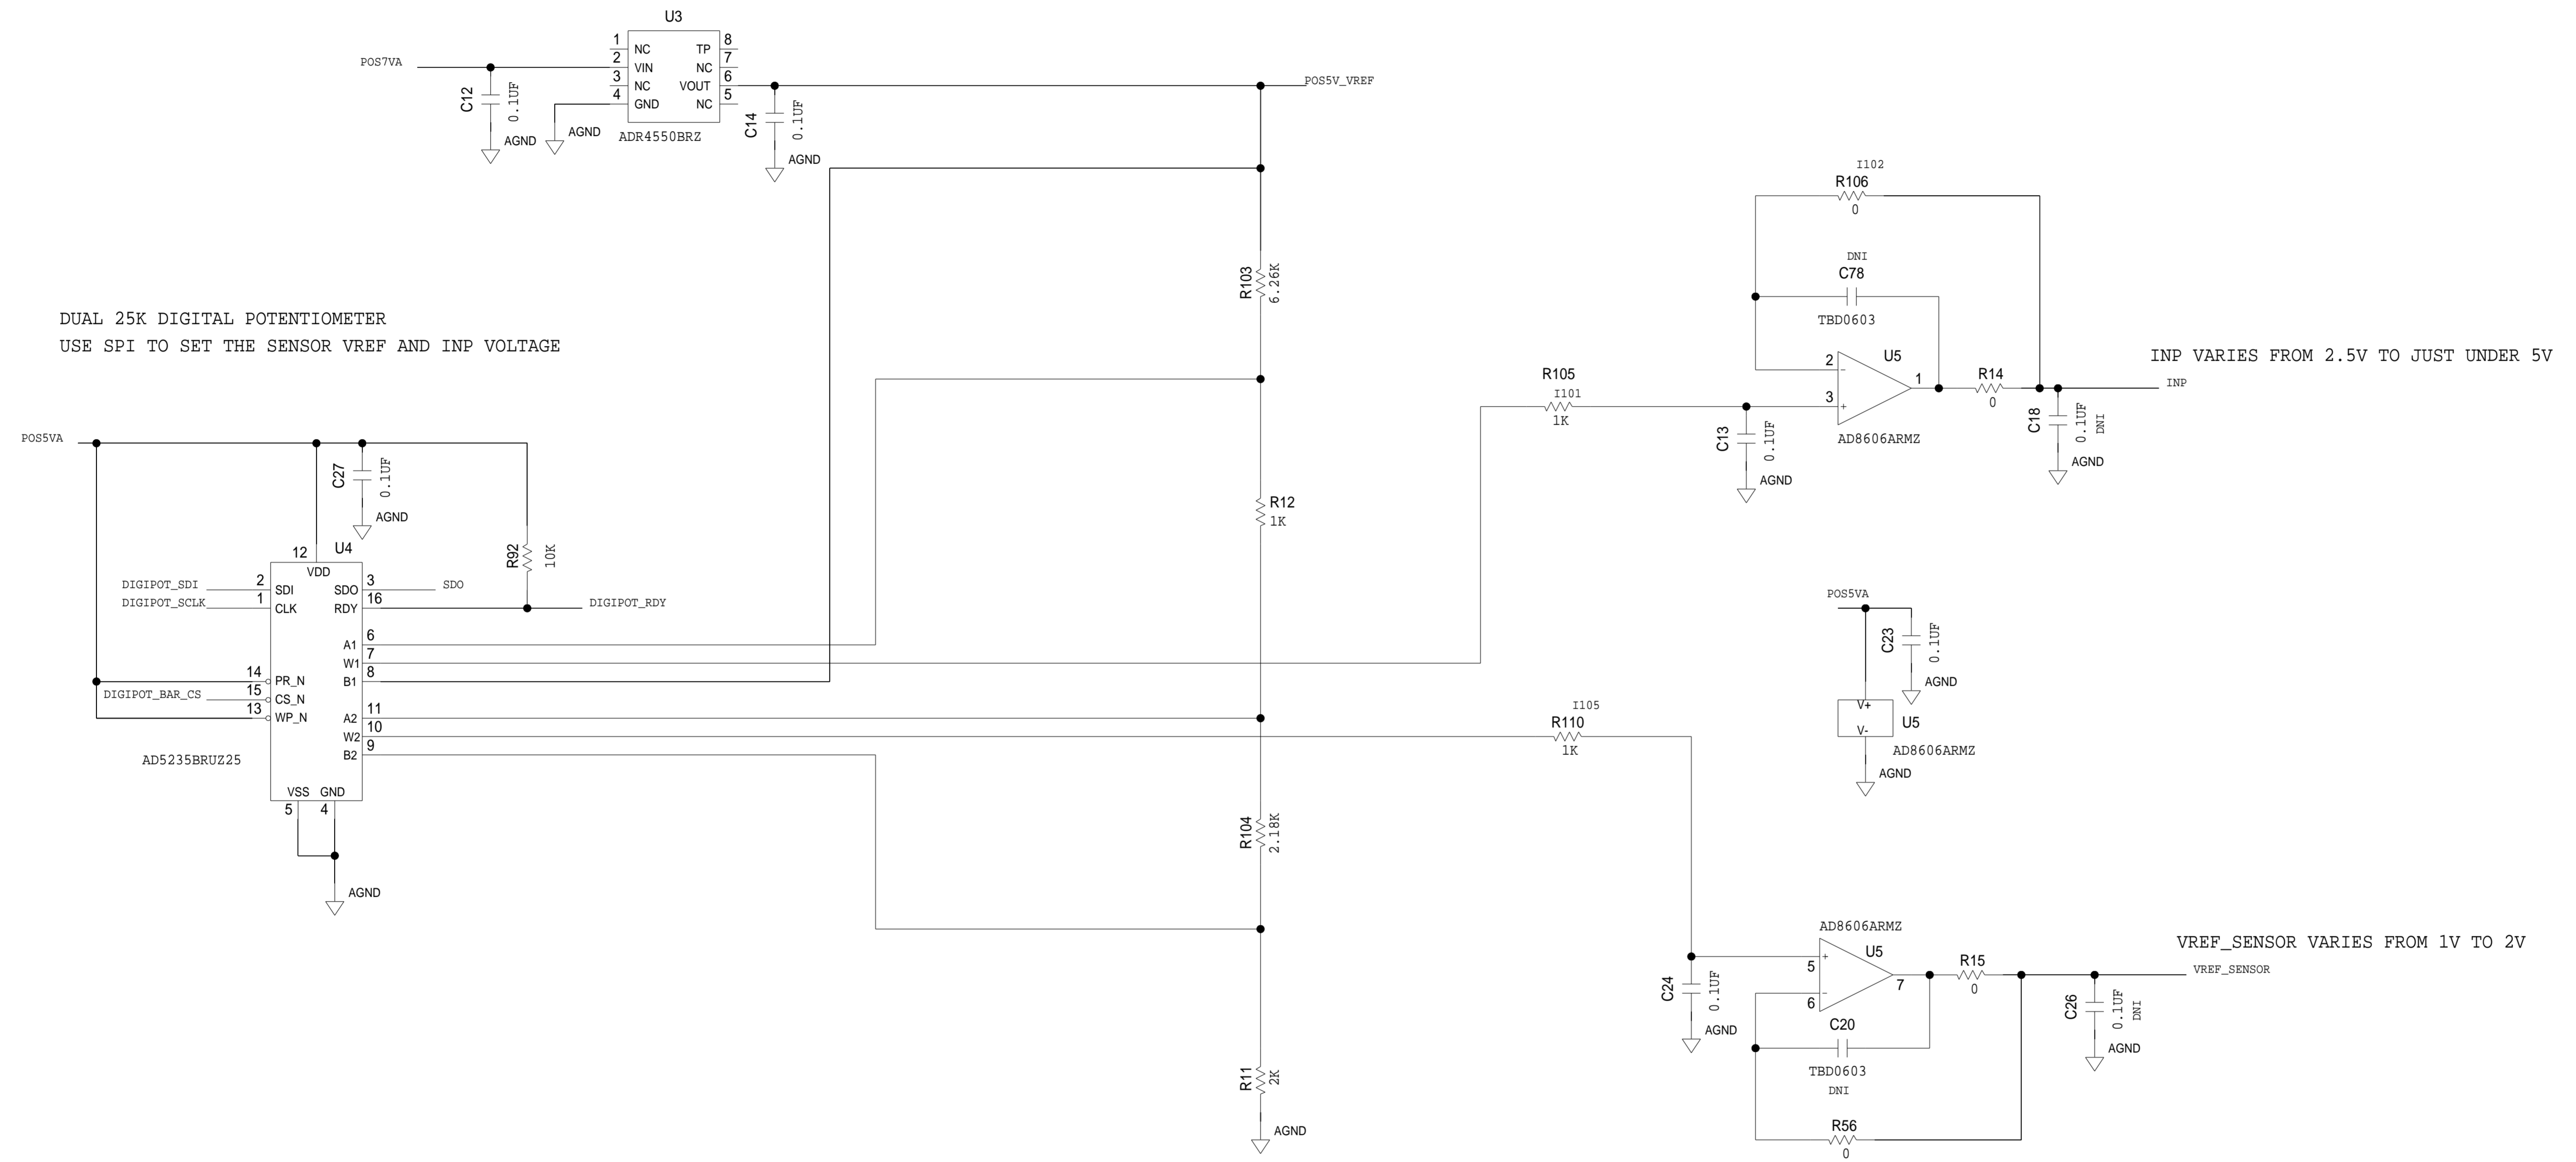 U3
1 NC TP 8
2 VIN NC 7
3 NC VOUT 6
4 GND NC 5
ADR4550BRZ
POS7VA
C12 0.1UF
AGND
AGND
C14 0.1UF
AGND
POS5V_VREF
R103 6.26K
R12
1K
R104 2.18K
R11 2K
AGND
DUAL 25K DIGITAL POTENTIOMETER
USE SPI TO SET THE SENSOR VREF AND INP VOLTAGE
POS5VA
C27 0.1UF
AGND
R92 10K
12 U4
VDD
DIGIPOT_SDI 2 SDI SDO 3 SDO
DIGIPOT_SCLK 1 CLK RDY 16 DIGIPOT_RDY
A1 6
W1 7
14 PR_N B1 8
DIGIPOT_BAR_CS 15 CS_N
13 WP_N A2 11
W2 10
B2 9
AD5235BRUZ25
VSS GND
5 4
AGND
I102
R106
0
DNI
C78
TBD0603
2 - U5
3 + 1
AD8606ARMZ
R105
I101
1K
C13 0.1UF
AGND
R14
0
INP VARIES FROM 2.5V TO JUST UNDER 5V
INP
C18 0.1UF DNI
AGND
POS5VA
C23 0.1UF
AGND
V+
V-
U5
AD8606ARMZ
AGND
I105
R110
1K
C24 0.1UF
AGND
AD8606ARMZ
U5
5 +
6 - 7
R15
0
VREF_SENSOR VARIES FROM 1V TO 2V
VREF_SENSOR
C26 0.1UF DNI
AGND
C20
TBD0603
DNI
R56
0